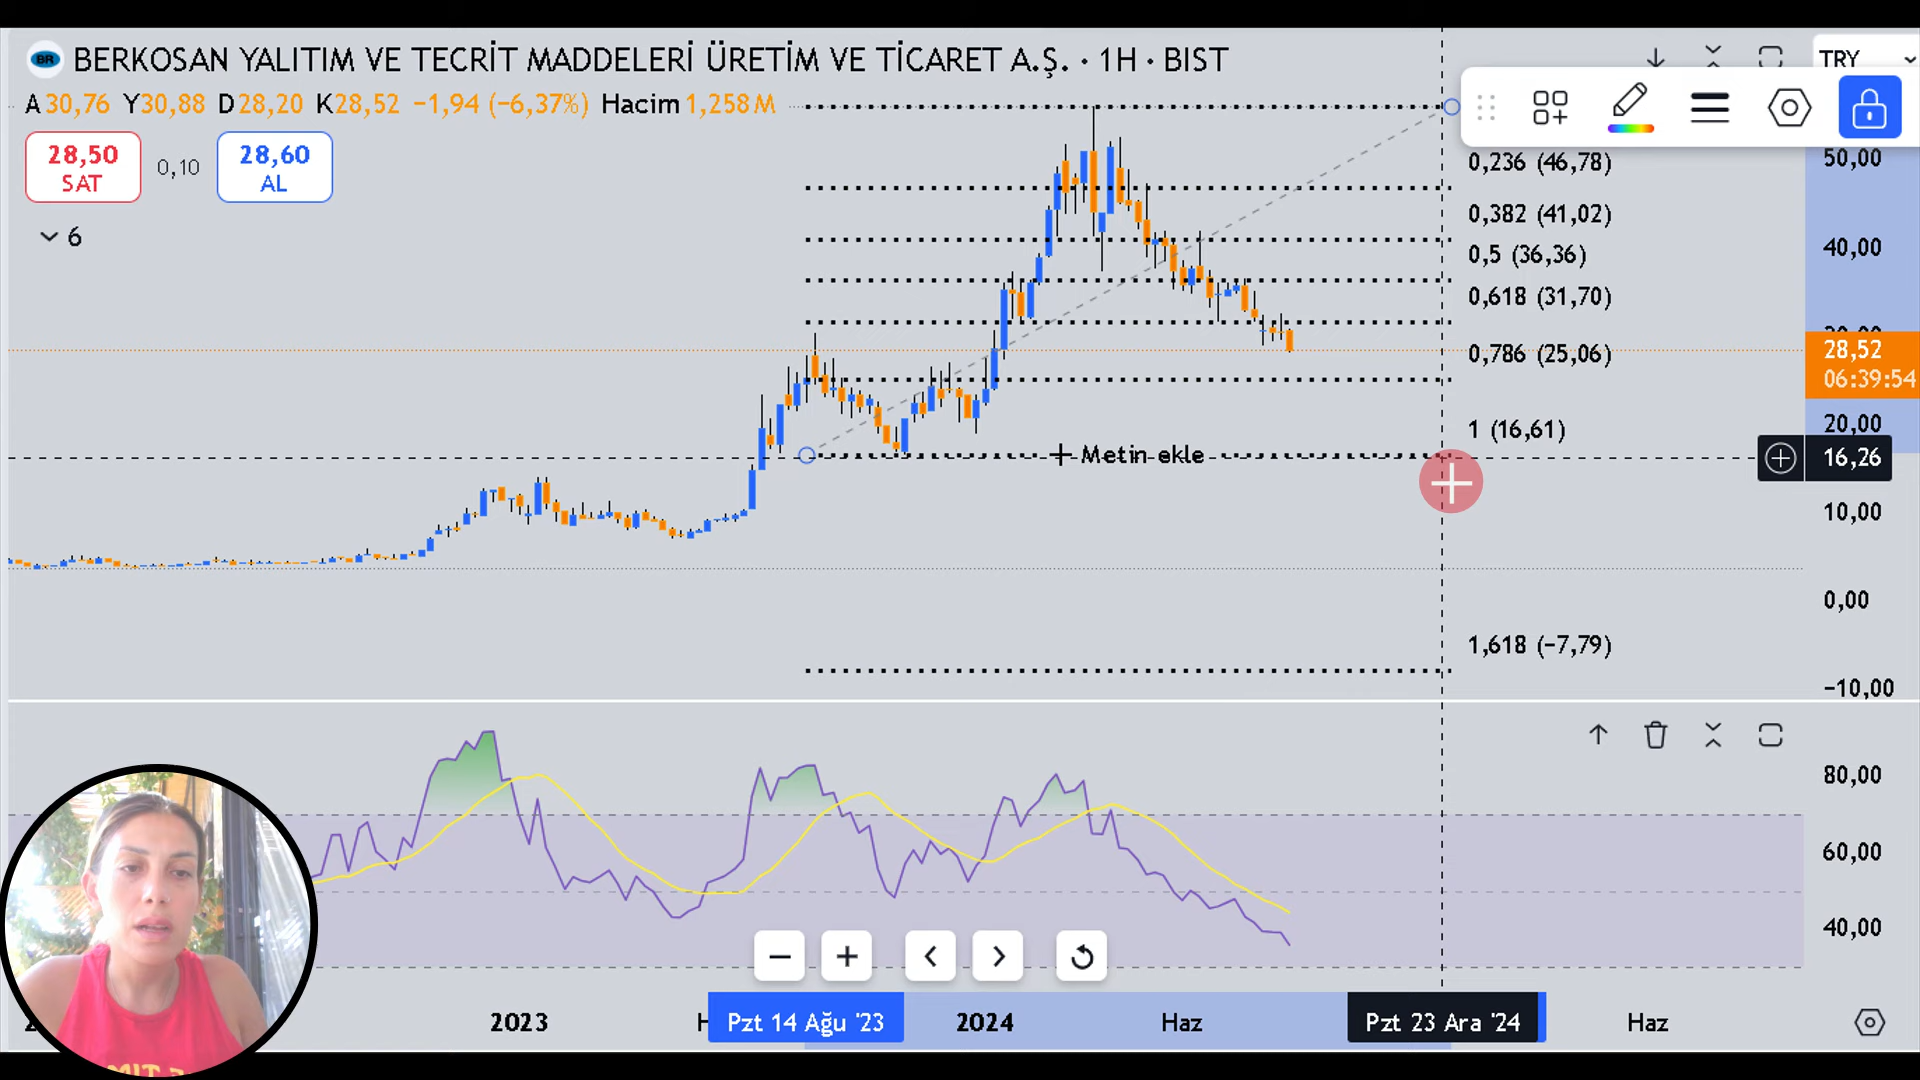 BR
BERKOSAN YALITIM VE TECRİT MADDELERİ ÜRETİM VE TİCARET A.Ş. · 1H · BIST
TRY
A30,76 Y30,88 D28,20 K28,52 −1,94 (−6,37%) Hacim 1,258 M
28,50
SAT
0,10
28,60
AL
6
0,236 (46,78)
0,382 (41,02)
0,5 (36,36)
0,618 (31,70)
0,786 (25,06)
1 (16,61)
1,618 (−7,79)
Metin ekle
50,00
40,00
30,00
28,52
06:39:54
20,00
16,26
10,00
0,00
−10,00
80,00
60,00
40,00
2023
Pzt 14 Ağu '23
2024
Haz
Pzt 23 Ara '24
Haz